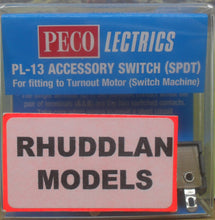 PECO LECTRICS
PL-13 ACCESSORY SWITCH (SPDT)
For fitting to Turnout Motor (Switch Machine)
RHUDDLAN
MODELS